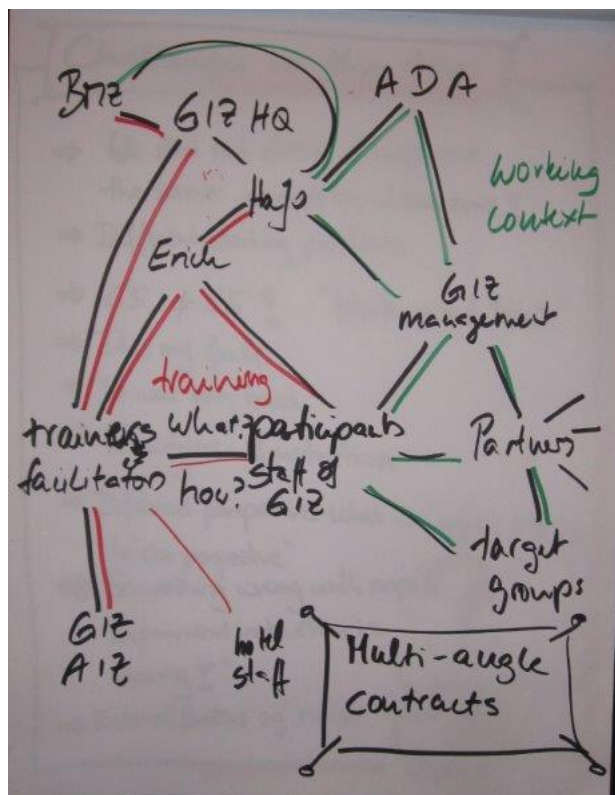 BMZ
GIZ HQ
ADA
Hajo
working
context
Erich
GIZ
management
training
trainers
facilitators
what?
how?
participants
staff of
GIZ
Partners
target
groups
GIZ
AIZ
hotel
staff
Multi-angle
contracts